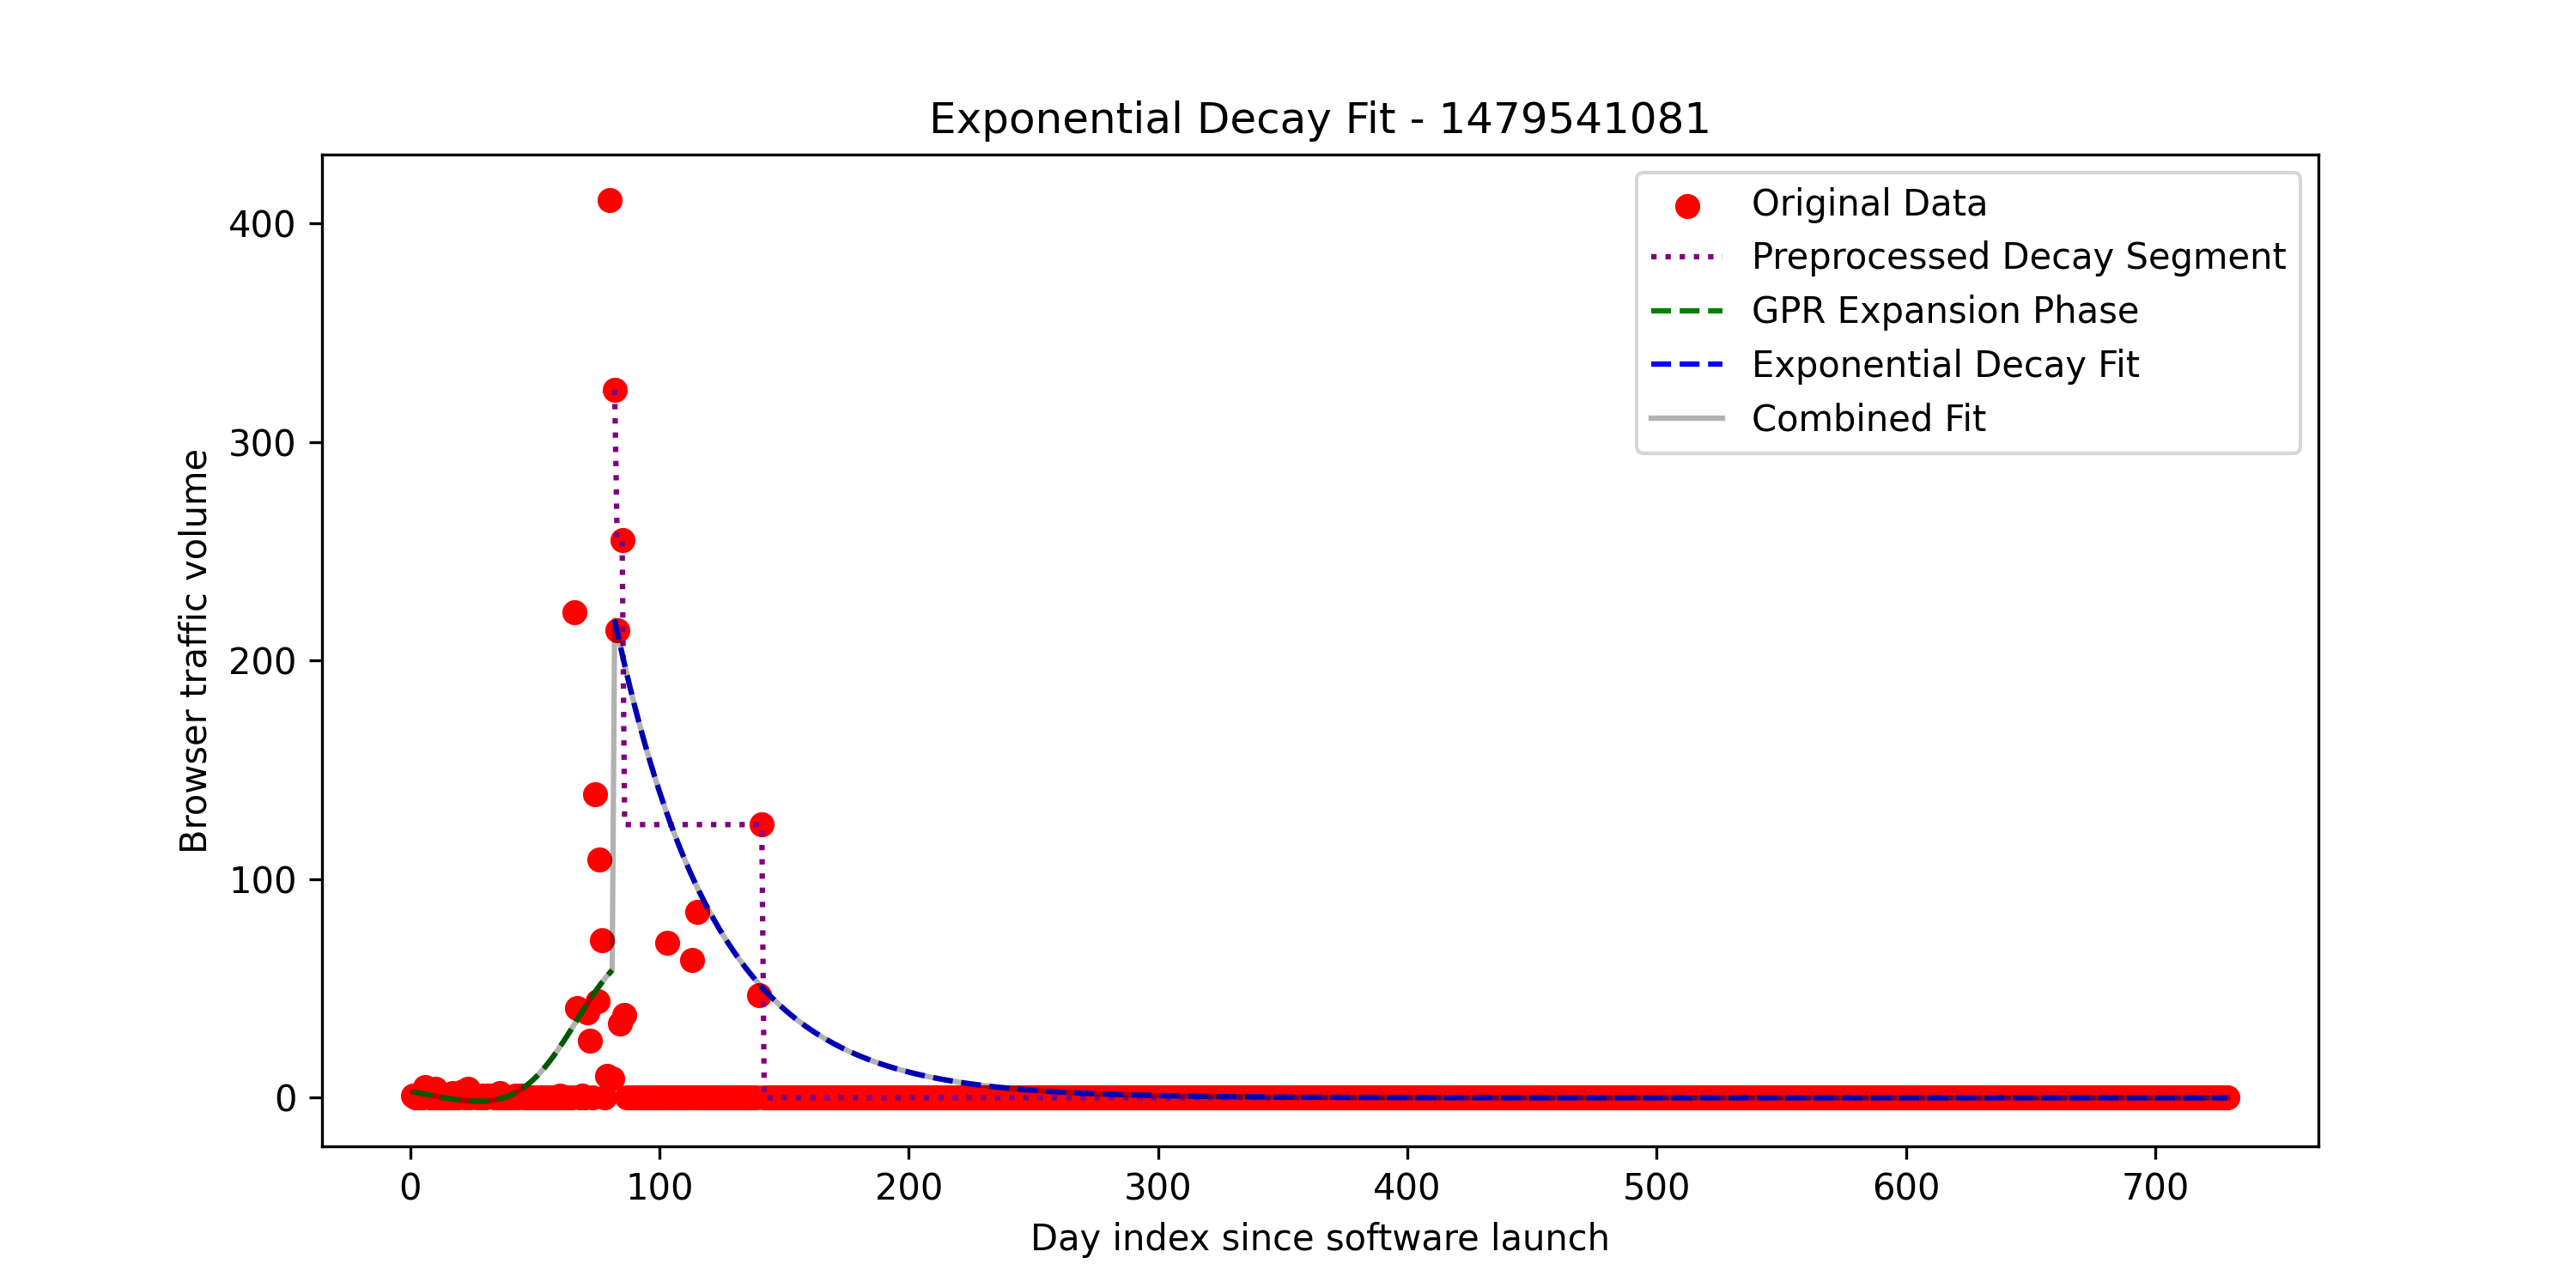 Exponential Decay Fit - 1479541081
Original Data
Preprocessed Decay Segment
GPR Expansion Phase
Exponential Decay Fit
Combined Fit
Browser traffic volume
400
300
200
100
0
0 100 200 300 400 500 600 700
Day index since software launch